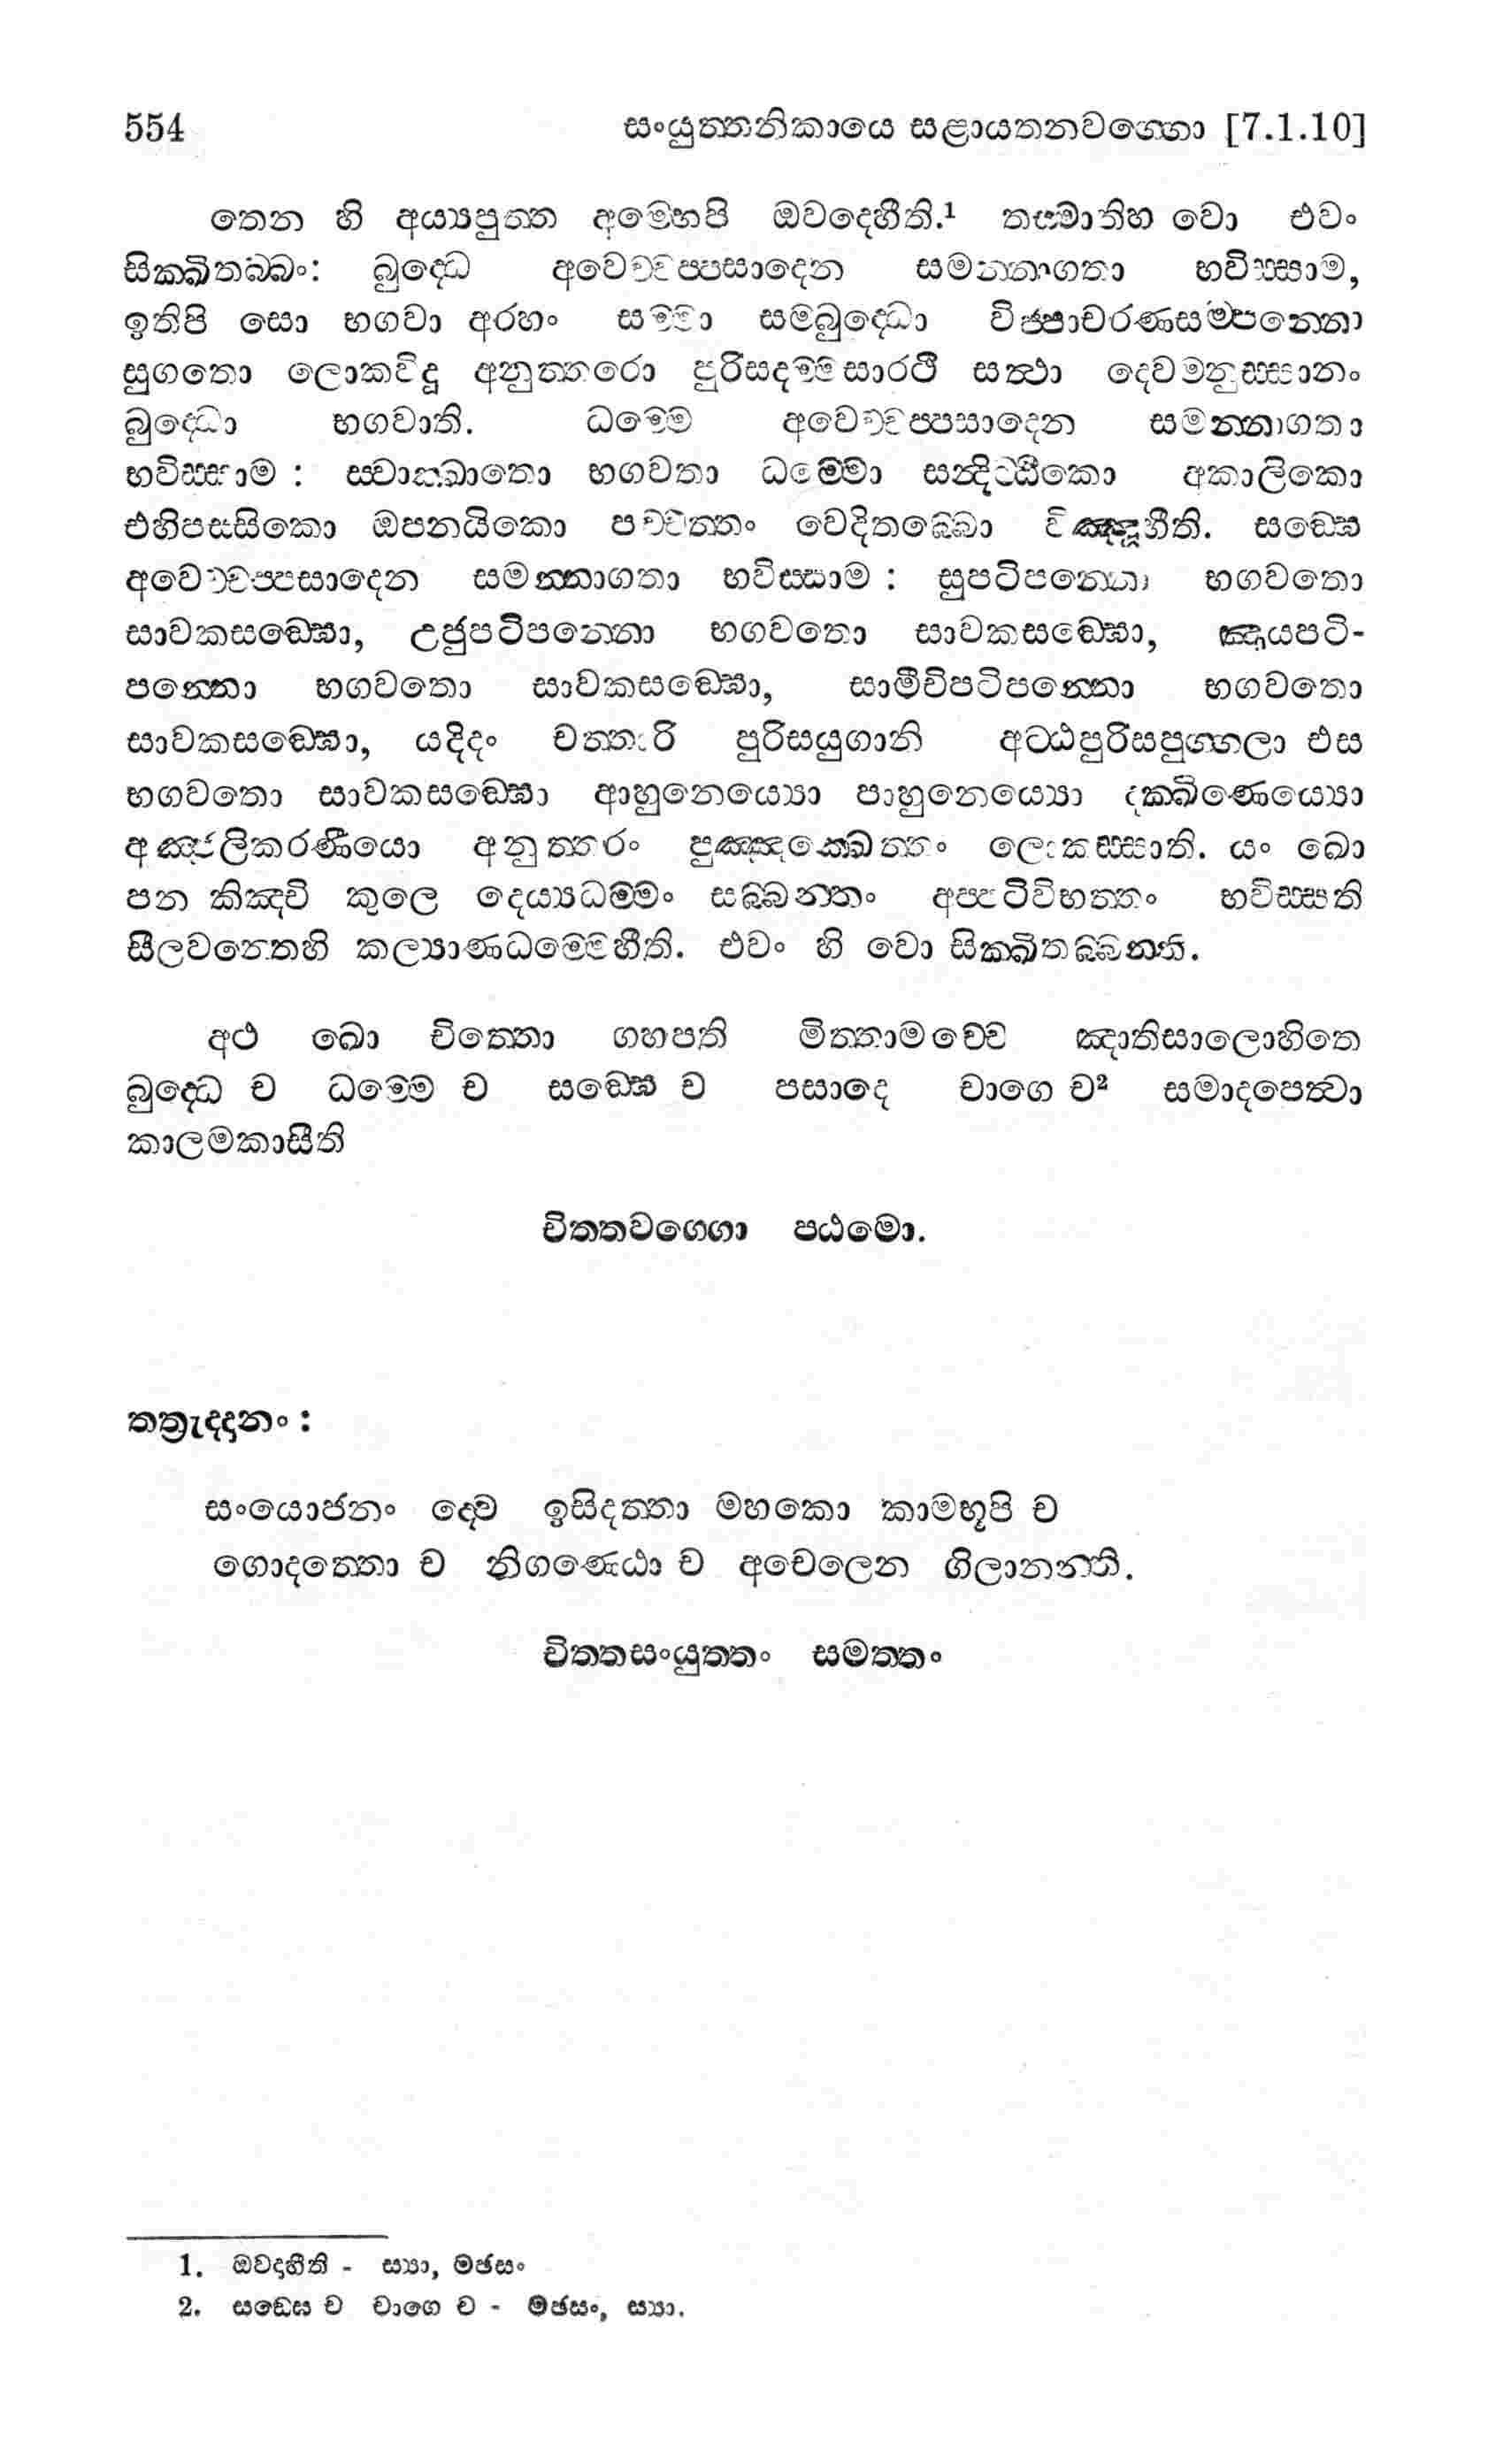 554 සංයුත්තනිකායෙ සළායතනවග්ගො [7.1.10]
තෙන හි අය්‍යපුත්ත අම්හෙපි ඔවදෙහීති.¹ තස්මාතිහ වො එවං
සික්ඛිතබ්බං: බුද්ධෙ අවෙච්චප්පසාදෙන සමන්නාගතා භවිස්සාම,
ඉතිපි සො භගවා අරහං සම්මා සම්බුද්ධො විජ්ජාචරණසම්පන්නො
සුගතො ලොකවිදූ අනුත්තරො පුරිසදම්මසාරථී සත්‍ථා දෙවමනුස්සානං
බුද්ධො භගවාති. ධම්මෙ අවෙච්චප්පසාදෙන සමන්නාගතා
භවිස්සාම : ස්වාක්ඛාතො භගවතා ධම්මො සන්දිට්ඨිකො අකාලිකො
එහිපස්සිකො ඔපනයිකො පච්චත්තං වෙදිතබ්බො විඤ්ඤූහීති. සඞ්ඝෙ
අවෙච්චප්පසාදෙන සමන්නාගතා භවිස්සාම : සුපටිපන්නො භගවතො
සාවකසඞ්ඝො, උජුපටිපන්නො භගවතො සාවකසඞ්ඝො, ඤායපටි-
පන්නො භගවතො සාවකසඞ්ඝො, සාමීචිපටිපන්නො භගවතො
සාවකසඞ්ඝො, යදිදං චත්තාරි පුරිසයුගානි අට්ඨපුරිසපුග්ගලා එස
භගවතො සාවකසඞ්ඝො ආහුනෙය්‍යො පාහුනෙය්‍යො දක්ඛිණෙය්‍යො
අඤ්ජලිකරණීයො අනුත්තරං පුඤ්ඤක්ඛෙත්තං ලොකස්සාති. යං ඛො
පන කිඤ්චි කුලෙ දෙය්‍යධම්මං සබ්බන්තං අප්පටිවිභත්තං භවිස්සති
සීලවන්තෙහි කල්‍යාණධම්මෙහීති. එවං හි වො සික්ඛිතබ්බන්ති.
අථ ඛො චිත්තො ගහපති මිත්තාමච්චෙ ඤාතිසාලොහිතෙ
බුද්ධෙ ච ධම්මෙ ච සඞ්ඝෙ ච පසාදෙ චාගෙ ච² සමාදපෙත්‍වා
කාලමකාසීති
චිත්තවග්ගො පඨමො.
තත්‍රැද්දානං :
සංයොජනං ද්වෙ ඉසිදත්තා මහකො කාමභූපි ච
ගොදත්තො ච නිගණ්ඨො ච අචෙලෙන ගිලානන්ති.
චිත්තසංයුත්තං සමත්තං
1. ඔවදාහීති - ස්‍යා, මඡසං
2. සඞ්ඝෙ ච චාගෙ ච - මඡසං, ස්‍යා.